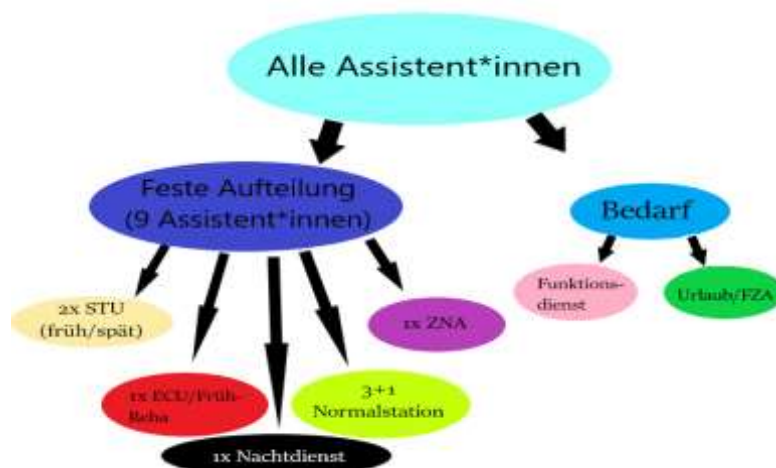 Alle Assistent*innen
Feste Aufteilung
(9 Assistent*innen)
Bedarf
2x STU
(früh/spät)
1x ECU/Früh-
Reha
1x Nachtdienst
3+1
Normalstation
1x ZNA
Funktions-
dienst
Urlaub/FZA